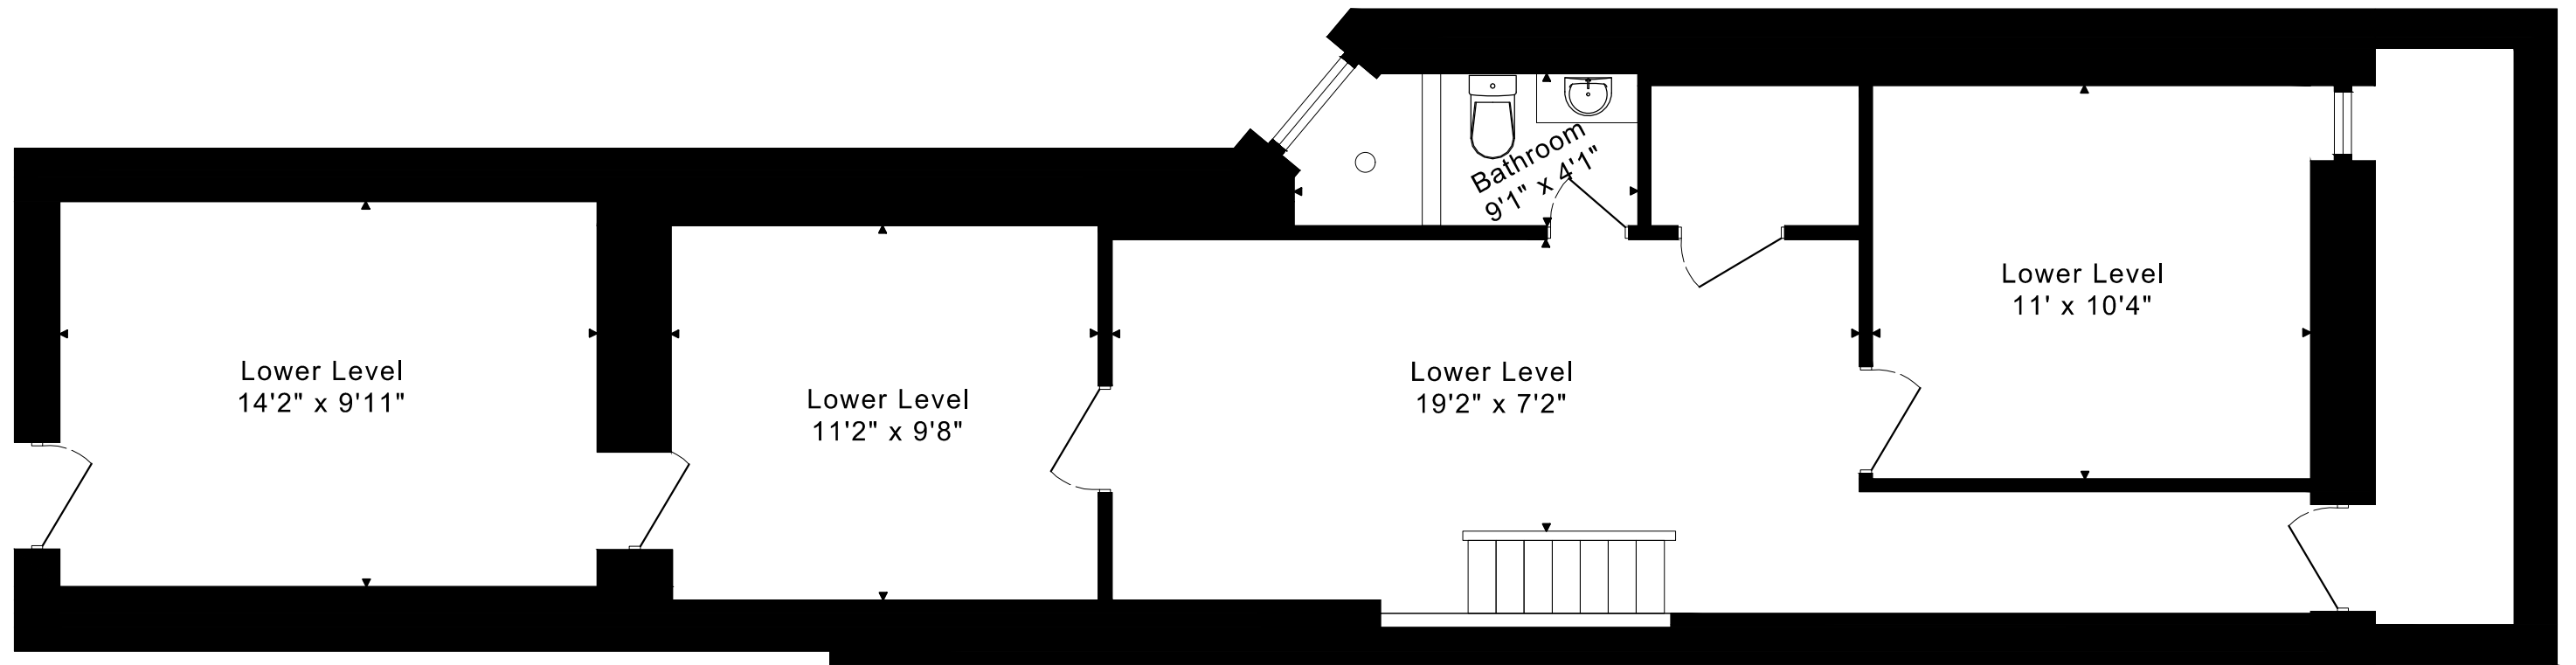 Bathroom
9'1" x 4'1"
Lower Level
11' x 10'4"
Lower Level
14'2" x 9'11"
Lower Level
11'2" x 9'8"
Lower Level
19'2" x 7'2"